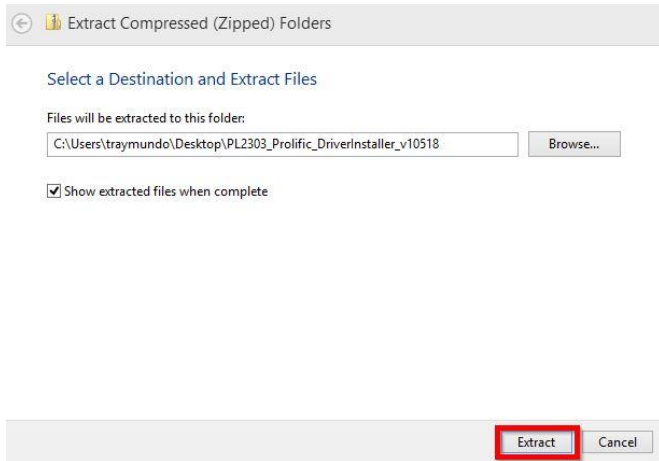 Extract Compressed (Zipped) Folders
Select a Destination and Extract Files
Files will be extracted to this folder:
C:\Users\traymundo\Desktop\PL2303_Prolific_DriverInstaller_v10518
Browse...
Show extracted files when complete
Extract
Cancel